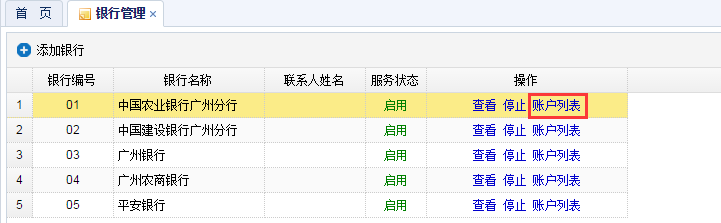 首 页 银行管理 ×
添加银行
银行编号 银行名称 联系人姓名 服务状态 操作
1 01 中国农业银行广州分行 启用 查看 停止 账户列表
2 02 中国建设银行广州分行 启用 查看 停止 账户列表
3 03 广州银行 启用 查看 停止 账户列表
4 04 广州农商银行 启用 查看 停止 账户列表
5 05 平安银行 启用 查看 停止 账户列表